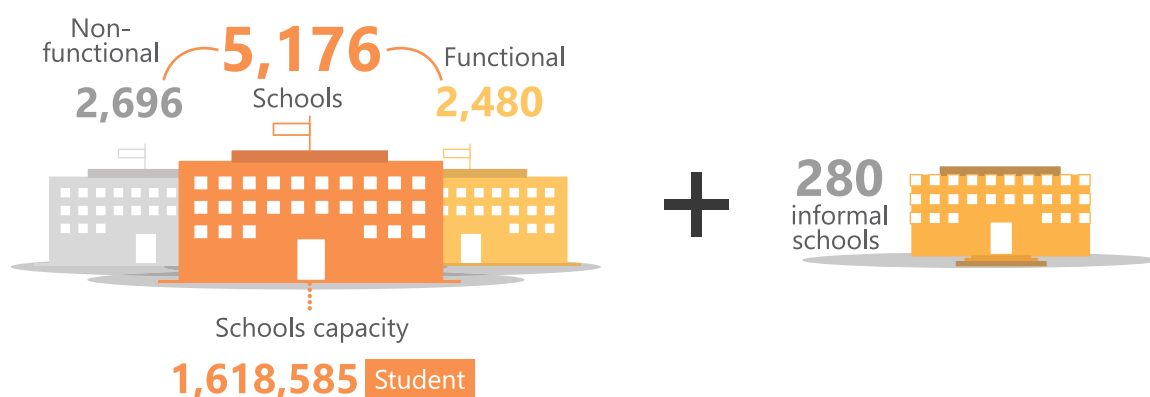 Non-
functional
2,696
5,176
Schools
Functional
2,480
280
informal
schools
Schools capacity
1,618,585 Student